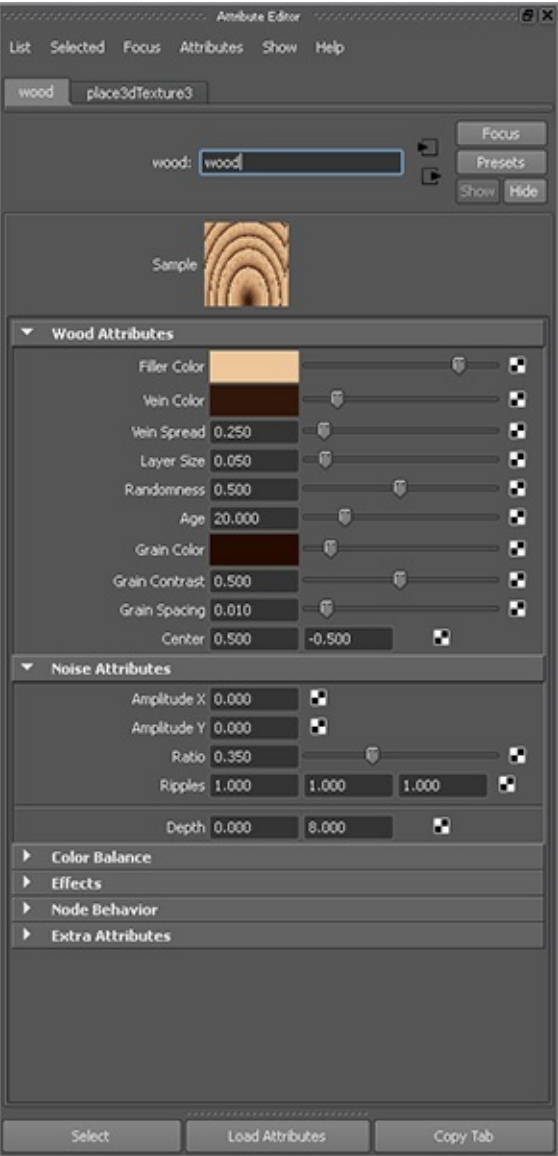 Attribute Editor
List Selected Focus Attributes Show Help
wood place3dTexture3
Focus
wood: wood
Presets
Show Hide
Sample
Wood Attributes
Filler Color
Vein Color
Vein Spread 0.250
Layer Size 0.050
Randomness 0.500
Age 20.000
Grain Color
Grain Contrast 0.500
Grain Spacing 0.010
Center 0.500 -0.500
Noise Attributes
Amplitude X 0.000
Amplitude Y 0.000
Ratio 0.350
Ripples 1.000 1.000 1.000
Depth 0.000 8.000
Color Balance
Effects
Node Behavior
Extra Attributes
Select Load Attributes Copy Tab